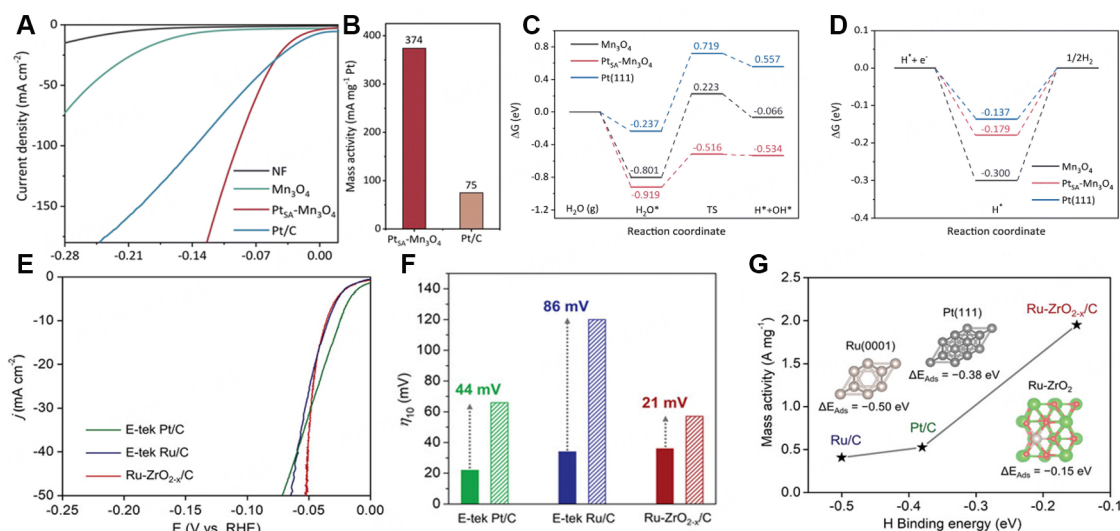 A
Current density (mA cm⁻²)
0
-50
-100
-150
-0.28
-0.21
-0.14
-0.07
0.00
NF
Mn₃O₄
Pt_SA-Mn₃O₄
Pt/C
B
Mass activity (mA mg⁻¹ Pt)
400
300
200
100
0
374
75
Pt_SA-Mn₃O₄
Pt/C
C
ΔG (eV)
0.8
0.4
0.0
-0.4
-0.8
-1.2
Mn₃O₄
Pt_SA-Mn₃O₄
Pt(111)
0.719
0.557
0.223
-0.066
-0.237
-0.516
-0.534
-0.801
-0.919
H₂O (g)
H₂O*
TS
H*+OH*
Reaction coordinate
D
ΔG (eV)
0.1
0.0
-0.1
-0.2
-0.3
-0.4
H*+ e⁻
1/2H₂
-0.137
-0.179
-0.300
Mn₃O₄
Pt_SA-Mn₃O₄
Pt(111)
H*
Reaction coordinate
E
j (mA cm⁻²)
0
-10
-20
-30
-40
-50
-0.25
-0.20
-0.15
-0.10
-0.05
0.00
E-tek Pt/C
E-tek Ru/C
Ru-ZrO₂₋ₓ/C
E (V vs. RHE)
F
η₁₀ (mV)
140
120
100
80
60
40
20
0
44 mV
86 mV
21 mV
E-tek Pt/C
E-tek Ru/C
Ru-ZrO₂₋ₓ/C
G
Mass activity (A mg⁻¹)
2.5
2.0
1.5
1.0
0.5
0.0
Ru-ZrO₂₋ₓ/C
Pt(111)
Ru(0001)
ΔE_Ads = −0.38 eV
Ru-ZrO₂
ΔE_Ads = −0.50 eV
Pt/C
Ru/C
ΔE_Ads = −0.15 eV
-0.5
-0.4
-0.3
-0.2
-0.1
H Binding energy (eV)